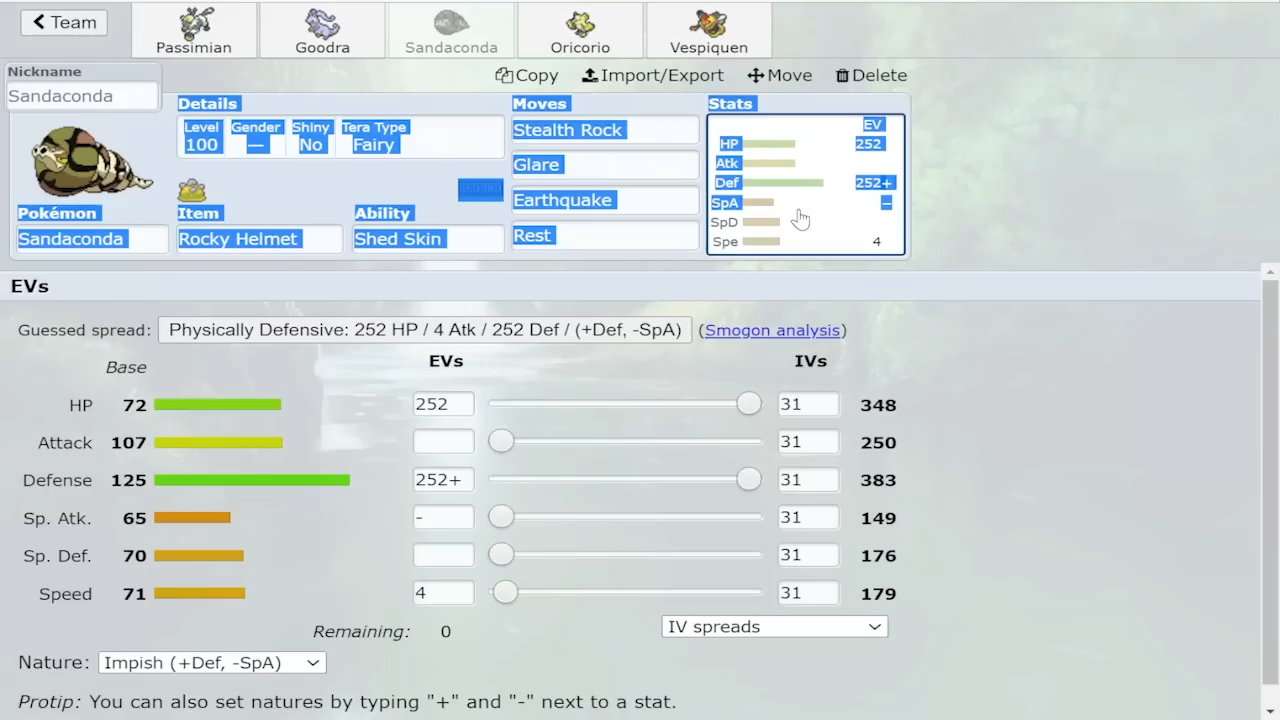 Team
Passimian
Goodra
Sandaconda
Oricorio
Vespiquen
Nickname
Sandaconda
Copy
Import/Export
Move
Delete
Details
Level
100
Gender
—
Shiny
No
Tera Type
Fairy
Pokémon
Sandaconda
Item
Rocky Helmet
Ability
Shed Skin
Moves
Stealth Rock
Glare
Earthquake
Rest
Stats
EV
HP 252
Atk
Def 252+
SpA −
SpD
Spe 4
EVs
Guessed spread: Physically Defensive: 252 HP / 4 Atk / 252 Def / (+Def, -SpA) (Smogon analysis)
Base EVs IVs
HP 72 252 31 348
Attack 107 31 250
Defense 125 252+ 31 383
Sp. Atk. 65 - 31 149
Sp. Def. 70 31 176
Speed 71 4 31 179
Remaining: 0 IV spreads
Nature: Impish (+Def, -SpA)
Protip: You can also set natures by typing "+" and "-" next to a stat.